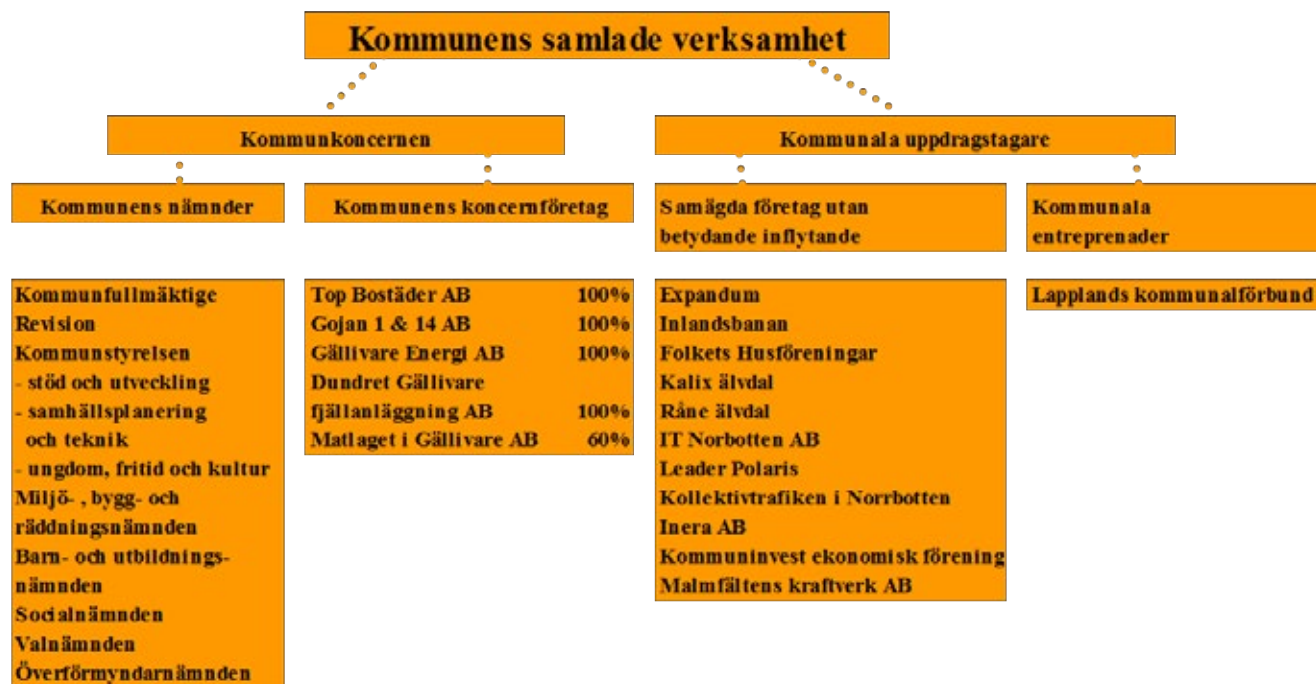 Kommunens samlade verksamhet
Kommunkoncernen
Kommunala uppdragstagare
Kommunens nämnder
Kommunens koncernföretag
Samägda företag utan
betydande inflytande
Kommunala
entreprenader
Kommunfullmäktige
Revision
Kommunstyrelsen
- stöd och utveckling
- samhällsplanering
och teknik
- ungdom, fritid och kultur
Miljö- , bygg- och
räddningsnämnden
Barn- och utbildnings-
nämnden
Socialnämnden
Valnämnden
Överförmyndarnämnden
Top Bostäder AB 100%
Gojan 1 & 14 AB 100%
Gällivare Energi AB 100%
Dundret Gällivare
fjällanläggning AB 100%
Matlaget i Gällivare AB 60%
Expandum
Inlandsbanan
Folkets Husföreningar
Kalix älvdal
Råne älvdal
IT Norbotten AB
Leader Polaris
Kollektivtrafiken i Norrbotten
Inera AB
Kommuninvest ekonomisk förening
Malmfältens kraftverk AB
Lapplands kommunalförbund